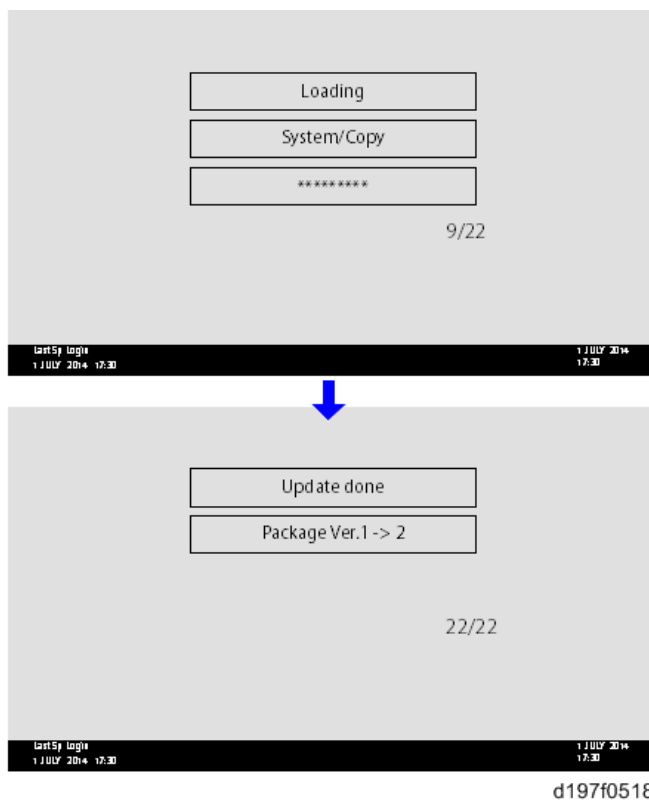 Loading
System/Copy
*********
9/22
Last Sp Login
1 JULY 2014 17:30
1 JULY 2014
17:30
Update done
Package Ver.1 -> 2
22/22
Last Sp Login
1 JULY 2014 17:30
1 JULY 2014
17:30
d197f0518